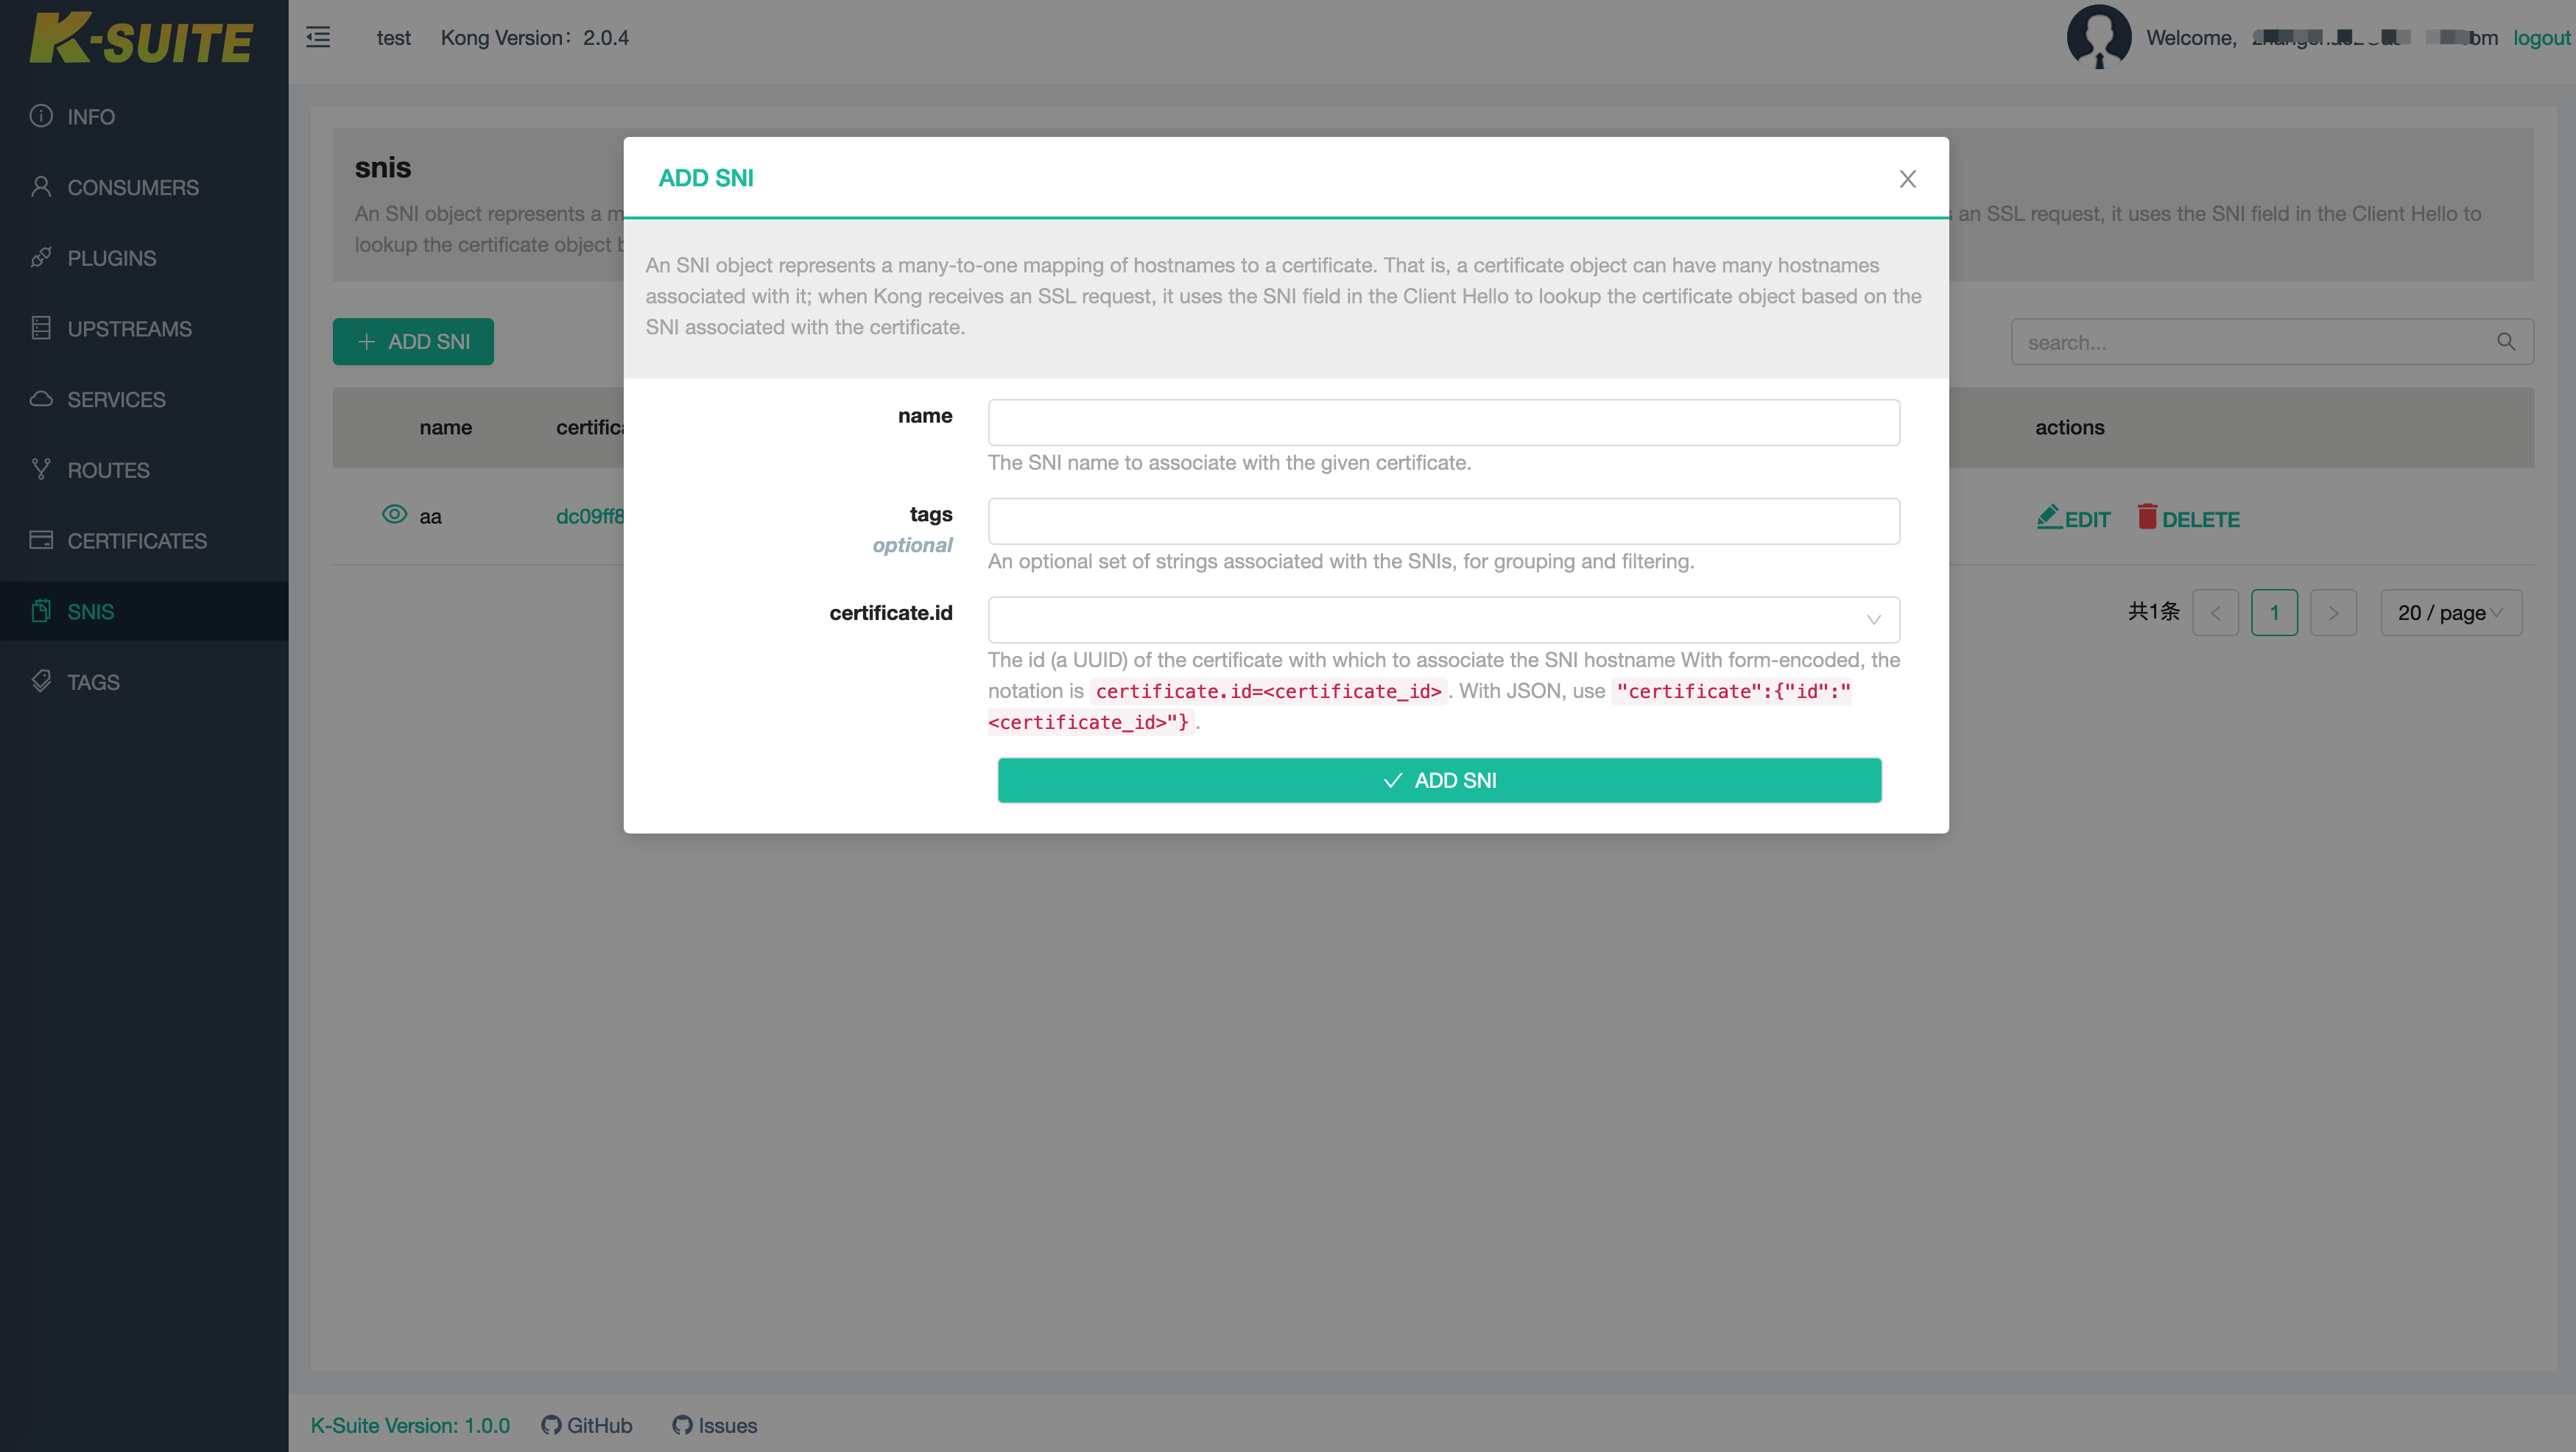 K-SUITE
test Kong Version：2.0.4
Welcome, logout
INFO
CONSUMERS
PLUGINS
UPSTREAMS
SERVICES
ROUTES
CERTIFICATES
SNIS
TAGS
snis
An SNI object represents a
an SSL request, it uses the SNI field in the Client Hello to
lookup the certificate object
ADD SNI
search...
name certifica actions
aa dc09ff8 EDIT DELETE
共1条 < 1 > 20 / page
ADD SNI
An SNI object represents a many-to-one mapping of hostnames to a certificate. That is, a certificate object can have many hostnames
associated with it; when Kong receives an SSL request, it uses the SNI field in the Client Hello to lookup the certificate object based on the
SNI associated with the certificate.
name
The SNI name to associate with the given certificate.
tags
optional
An optional set of strings associated with the SNIs, for grouping and filtering.
certificate.id
The id (a UUID) of the certificate with which to associate the SNI hostname With form-encoded, the
notation is certificate.id=<certificate_id> . With JSON, use "certificate":{"id":"
<certificate_id>"} .
ADD SNI
K-Suite Version: 1.0.0 GitHub Issues